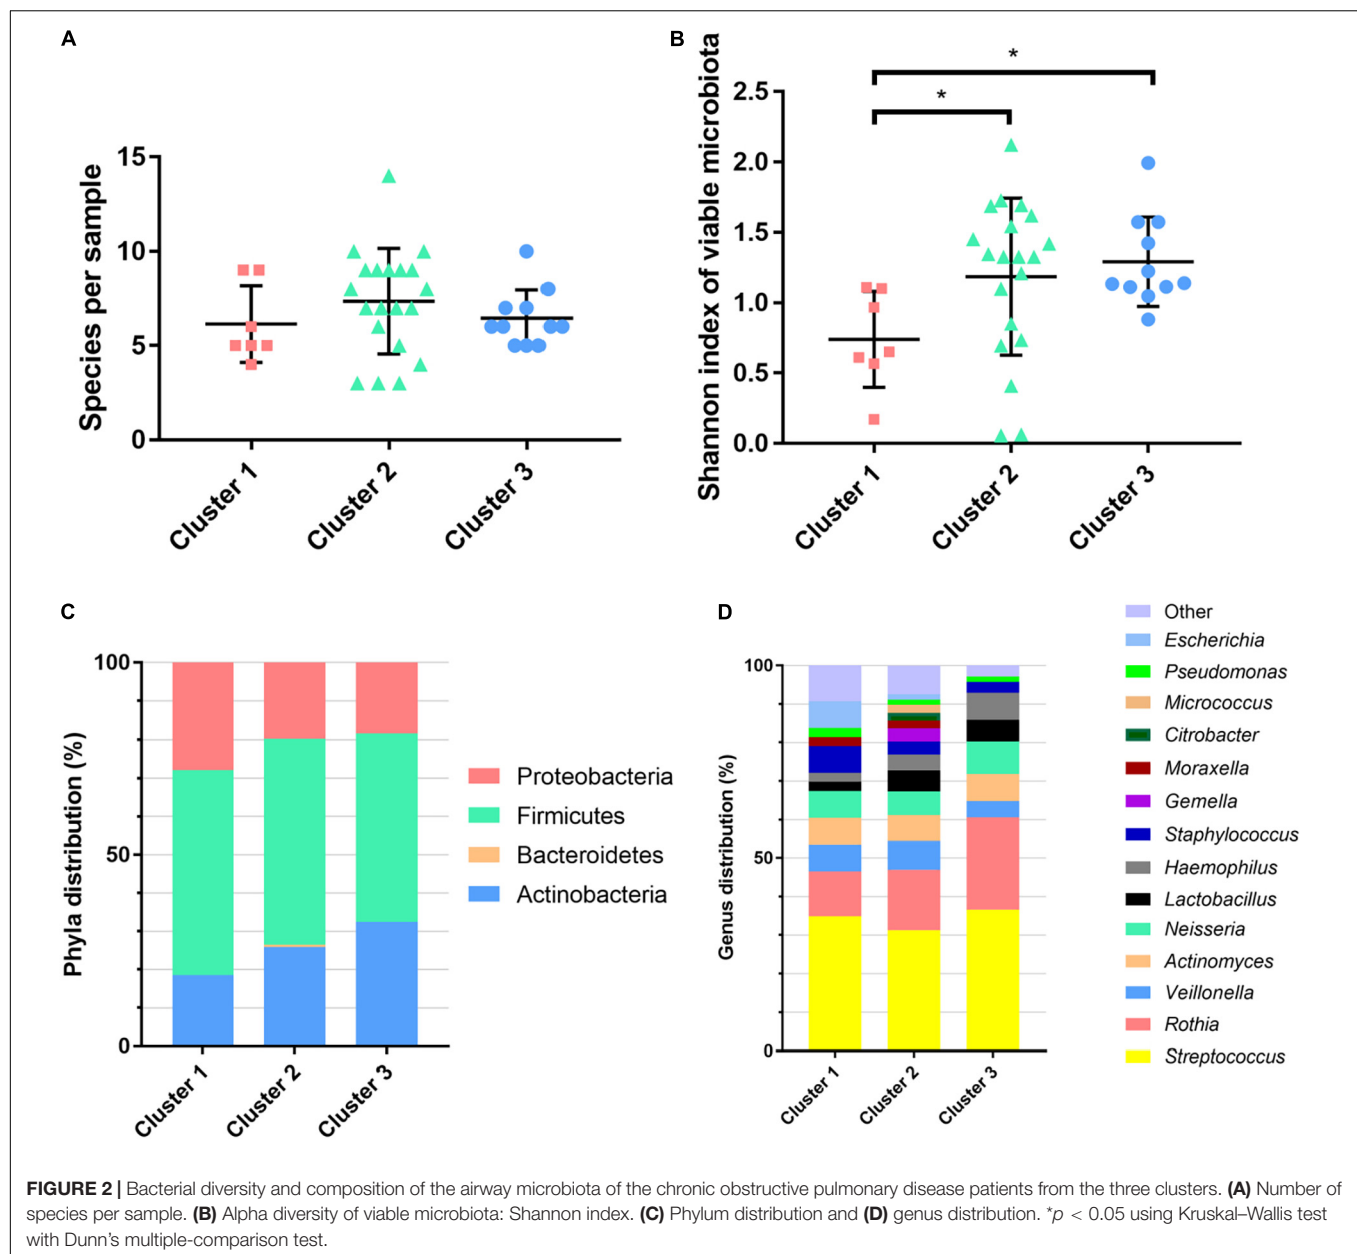 A
Species per sample
15
10
5
0
Cluster 1
Cluster 2
Cluster 3
B
Shannon index of viable microbiota
2.5
2.0
1.5
1.0
0.5
0.0
*
*
Cluster 1
Cluster 2
Cluster 3
C
Phyla distribution (%)
100
50
0
Cluster 1
Cluster 2
Cluster 3
Proteobacteria
Firmicutes
Bacteroidetes
Actinobacteria
D
Genus distribution (%)
100
50
0
Cluster 1
Cluster 2
Cluster 3
Other
Escherichia
Pseudomonas
Micrococcus
Citrobacter
Moraxella
Gemella
Staphylococcus
Haemophilus
Lactobacillus
Neisseria
Actinomyces
Veillonella
Rothia
Streptococcus
FIGURE 2 | Bacterial diversity and composition of the airway microbiota of the chronic obstructive pulmonary disease patients from the three clusters. (A) Number of
species per sample. (B) Alpha diversity of viable microbiota: Shannon index. (C) Phylum distribution and (D) genus distribution. *p < 0.05 using Kruskal–Wallis test
with Dunn's multiple-comparison test.